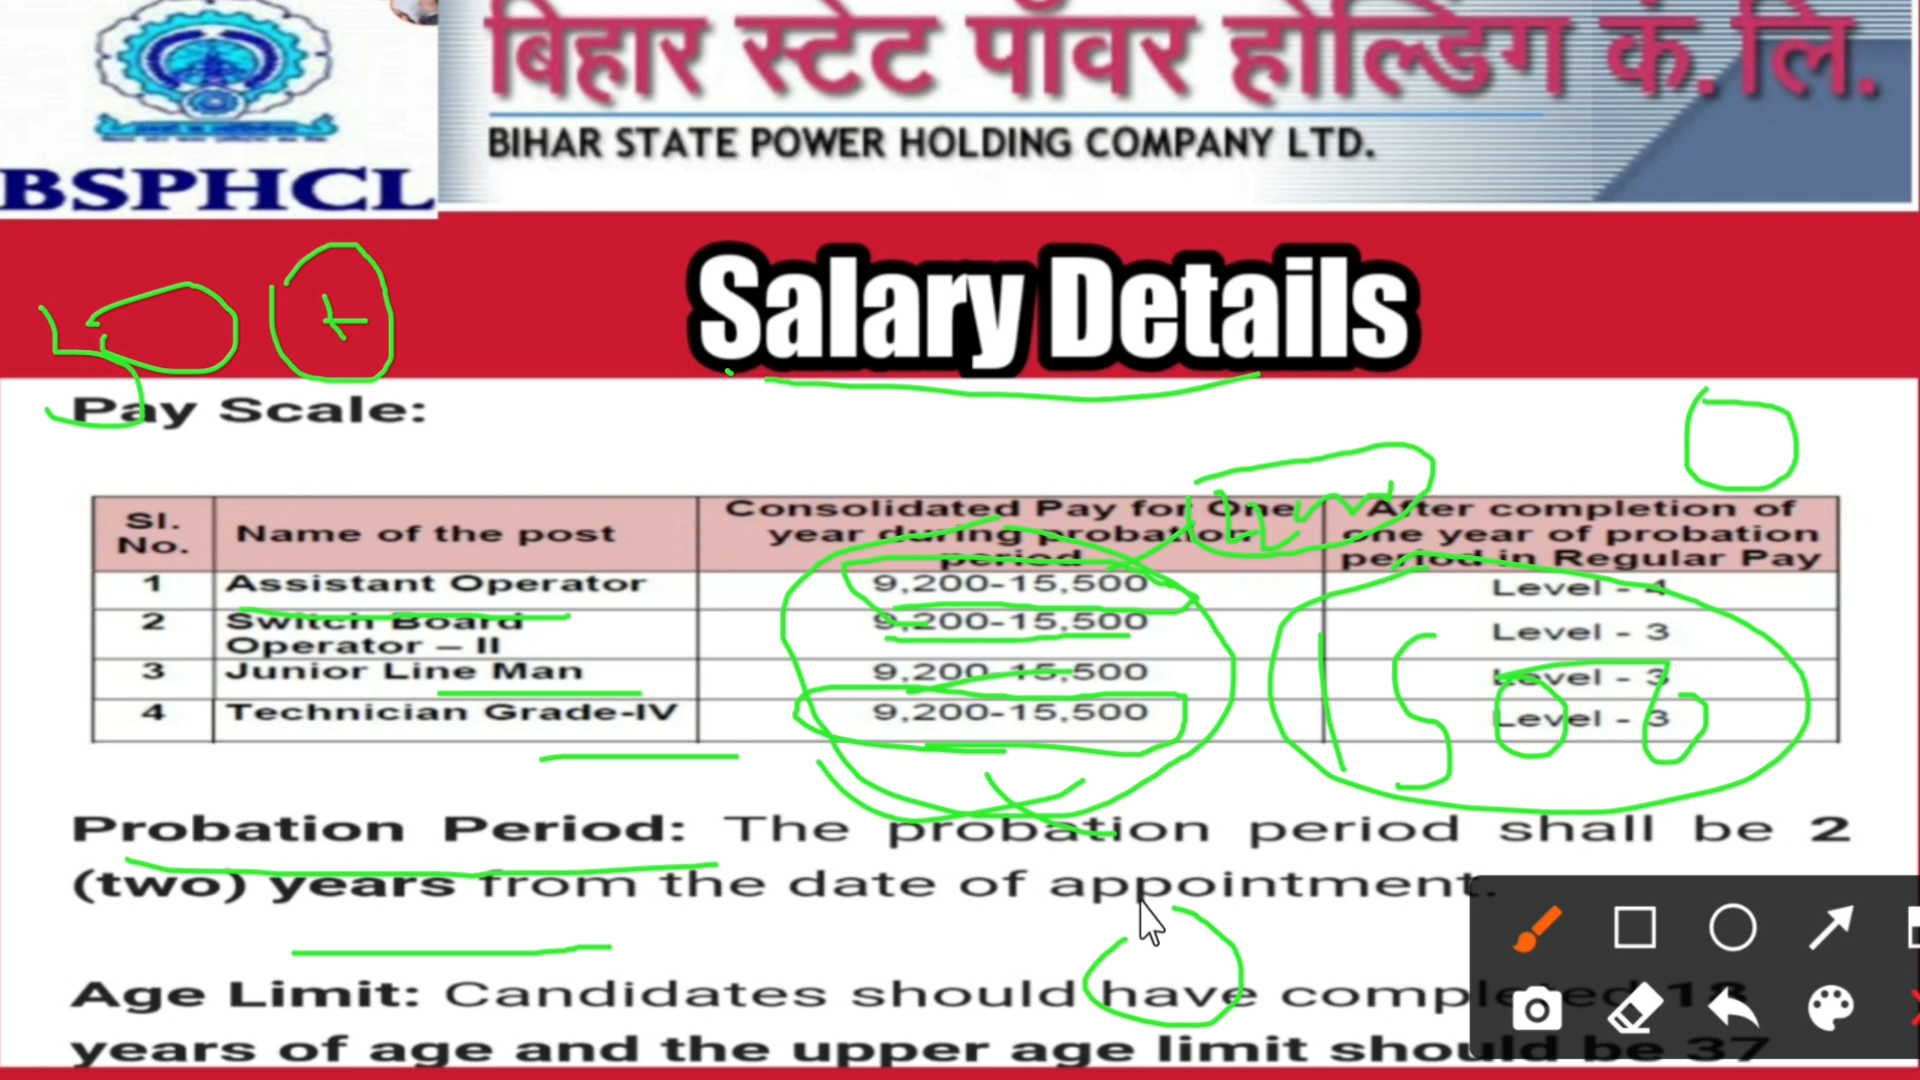 बिहार स्टेट पॉवर होल्डिंग कं.लि.
BIHAR STATE POWER HOLDING COMPANY LTD.
BSPHCL
Salary Details
50 +
Pay Scale:
Sl. No. Name of the post Consolidated Pay for One year during probation period After completion of one year of probation period in Regular Pay
1 Assistant Operator 9,200-15,500 Level - 4
2 Switch Board Operator – II 9,200-15,500 Level - 3
3 Junior Line Man 9,200-15,500 Level - 3
4 Technician Grade-IV 9,200-15,500 Level - 3
1500
Probation Period: The probation period shall be 2
(two) years from the date of appointment.
Age Limit: Candidates should have completed 18
years of age and the upper age limit should be 37